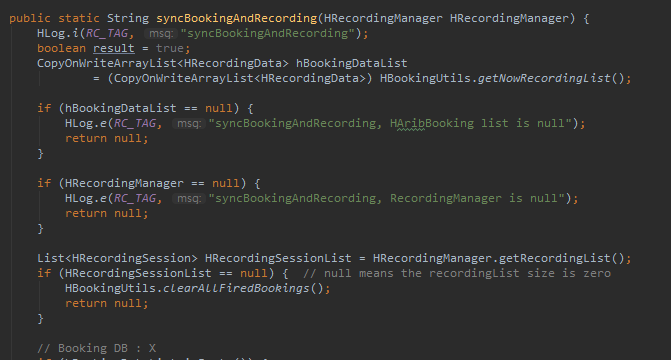 public static String syncBookingAndRecording(HRecordingManager HRecordingManager) {
HLog.i(RC_TAG, msg: "syncBookingAndRecording");
boolean result = true;
CopyOnWriteArrayList<HRecordingData> hBookingDataList
= (CopyOnWriteArrayList<HRecordingData>) HBookingUtils.getNowRecordingList();
if (hBookingDataList == null) {
HLog.e(RC_TAG, msg: "syncBookingAndRecording, HAribBooking list is null");
return null;
}
if (HRecordingManager == null) {
HLog.e(RC_TAG, msg: "syncBookingAndRecording, RecordingManager is null");
return null;
}
List<HRecordingSession> HRecordingSessionList = HRecordingManager.getRecordingList();
if (HRecordingSessionList == null) {  // null means the recordingList size is zero
HBookingUtils.clearAllFiredBookings();
return null;
}
// Booking DB : X